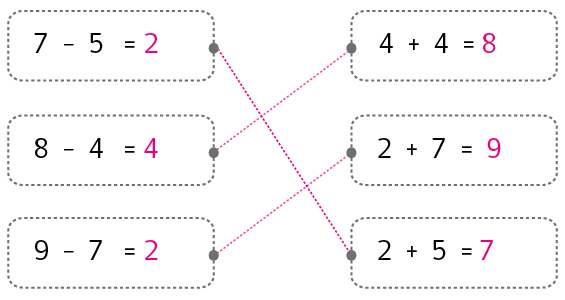 7 – 5 = 2
4 + 4 = 8
8 – 4 = 4
2 + 7 = 9
9 – 7 = 2
2 + 5 = 7